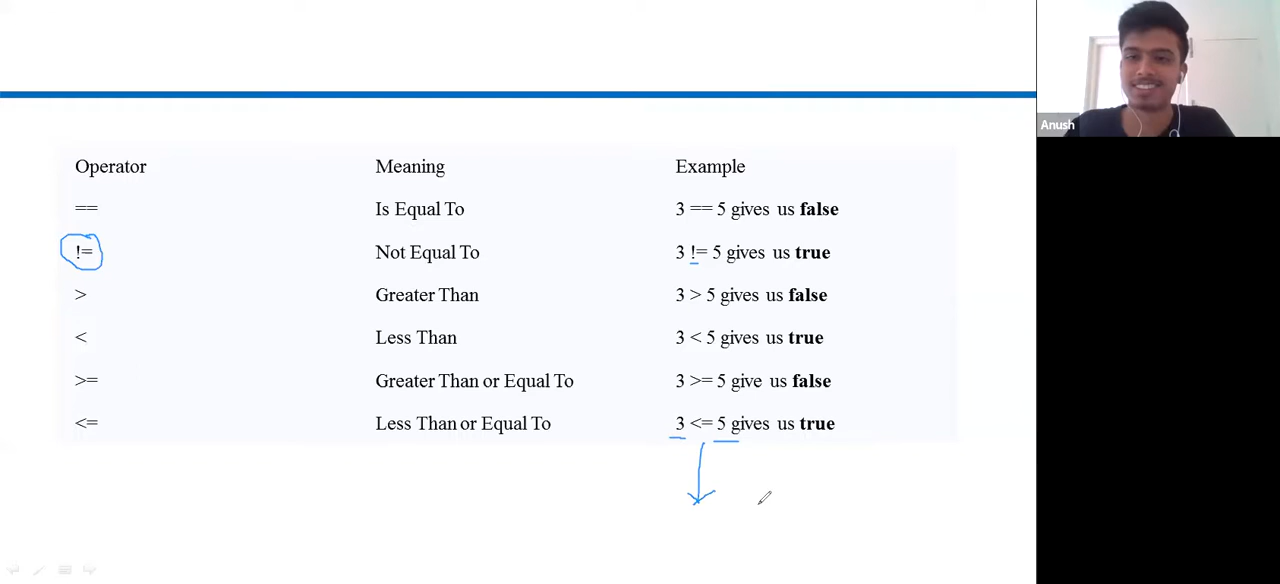 Operator Meaning Example
== Is Equal To 3 == 5 gives us false
!= Not Equal To 3 != 5 gives us true
> Greater Than 3 > 5 gives us false
< Less Than 3 < 5 gives us true
>= Greater Than or Equal To 3 >= 5 give us false
<= Less Than or Equal To 3 <= 5 gives us true
Anush